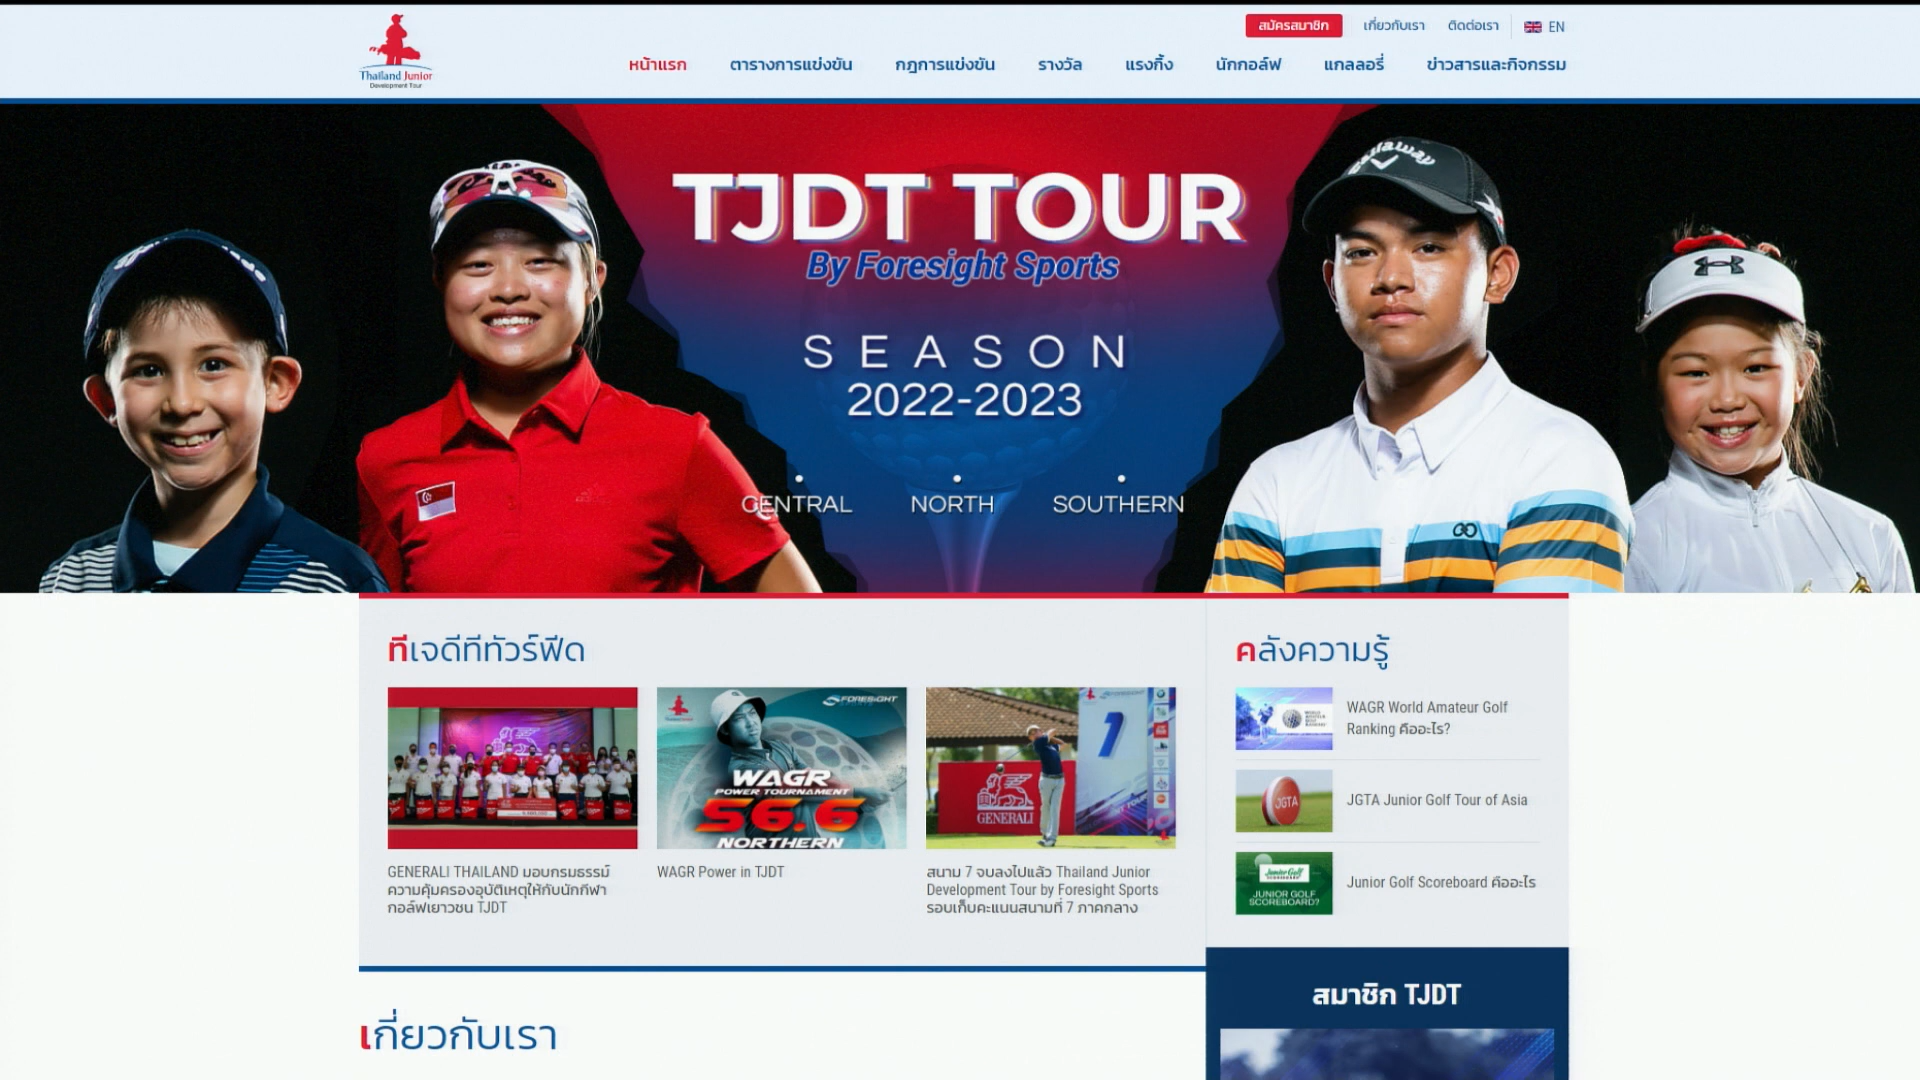 สมัครสมาชิก เกี่ยวกับเรา ติดต่อเรา EN
Thailand Junior
Development Tour
หน้าแรก ตารางการแข่งขัน กฎการแข่งขัน รางวัล แรงกิ้ง นักกอล์ฟ แกลลอรี่ ข่าวสารและกิจกรรม
Callaway
TJDT TOUR
By Foresight Sports
SEASON
2022-2023
CENTRAL NORTH SOUTHERN
ทีเจดีทีทัวร์ฟีด
FORESIGHT
WAGR
POWER TOURNAMENT
56.6
NORTHERN
FORESIGHT
1
GENERALI
GENERALI THAILAND มอบกรมธรรม์
ความคุ้มครองอุบัติเหตุให้กับนักกีฬา
กอล์ฟเยาวชน TJDT
WAGR Power in TJDT
สนาม 7 จบลงไปแล้ว Thailand Junior
Development Tour by Foresight Sports
รอบเก็บคะแนนสนามที่ 7 ภาคกลาง
คลังความรู้
WAGR World Amateur Golf
Ranking คืออะไร?
JGTA
JGTA Junior Golf Tour of Asia
Junior Golf
SCOREBOARD
JUNIOR GOLF
SCOREBOARD?
Junior Golf Scoreboard คืออะไร
สมาชิก TJDT
เกี่ยวกับเรา